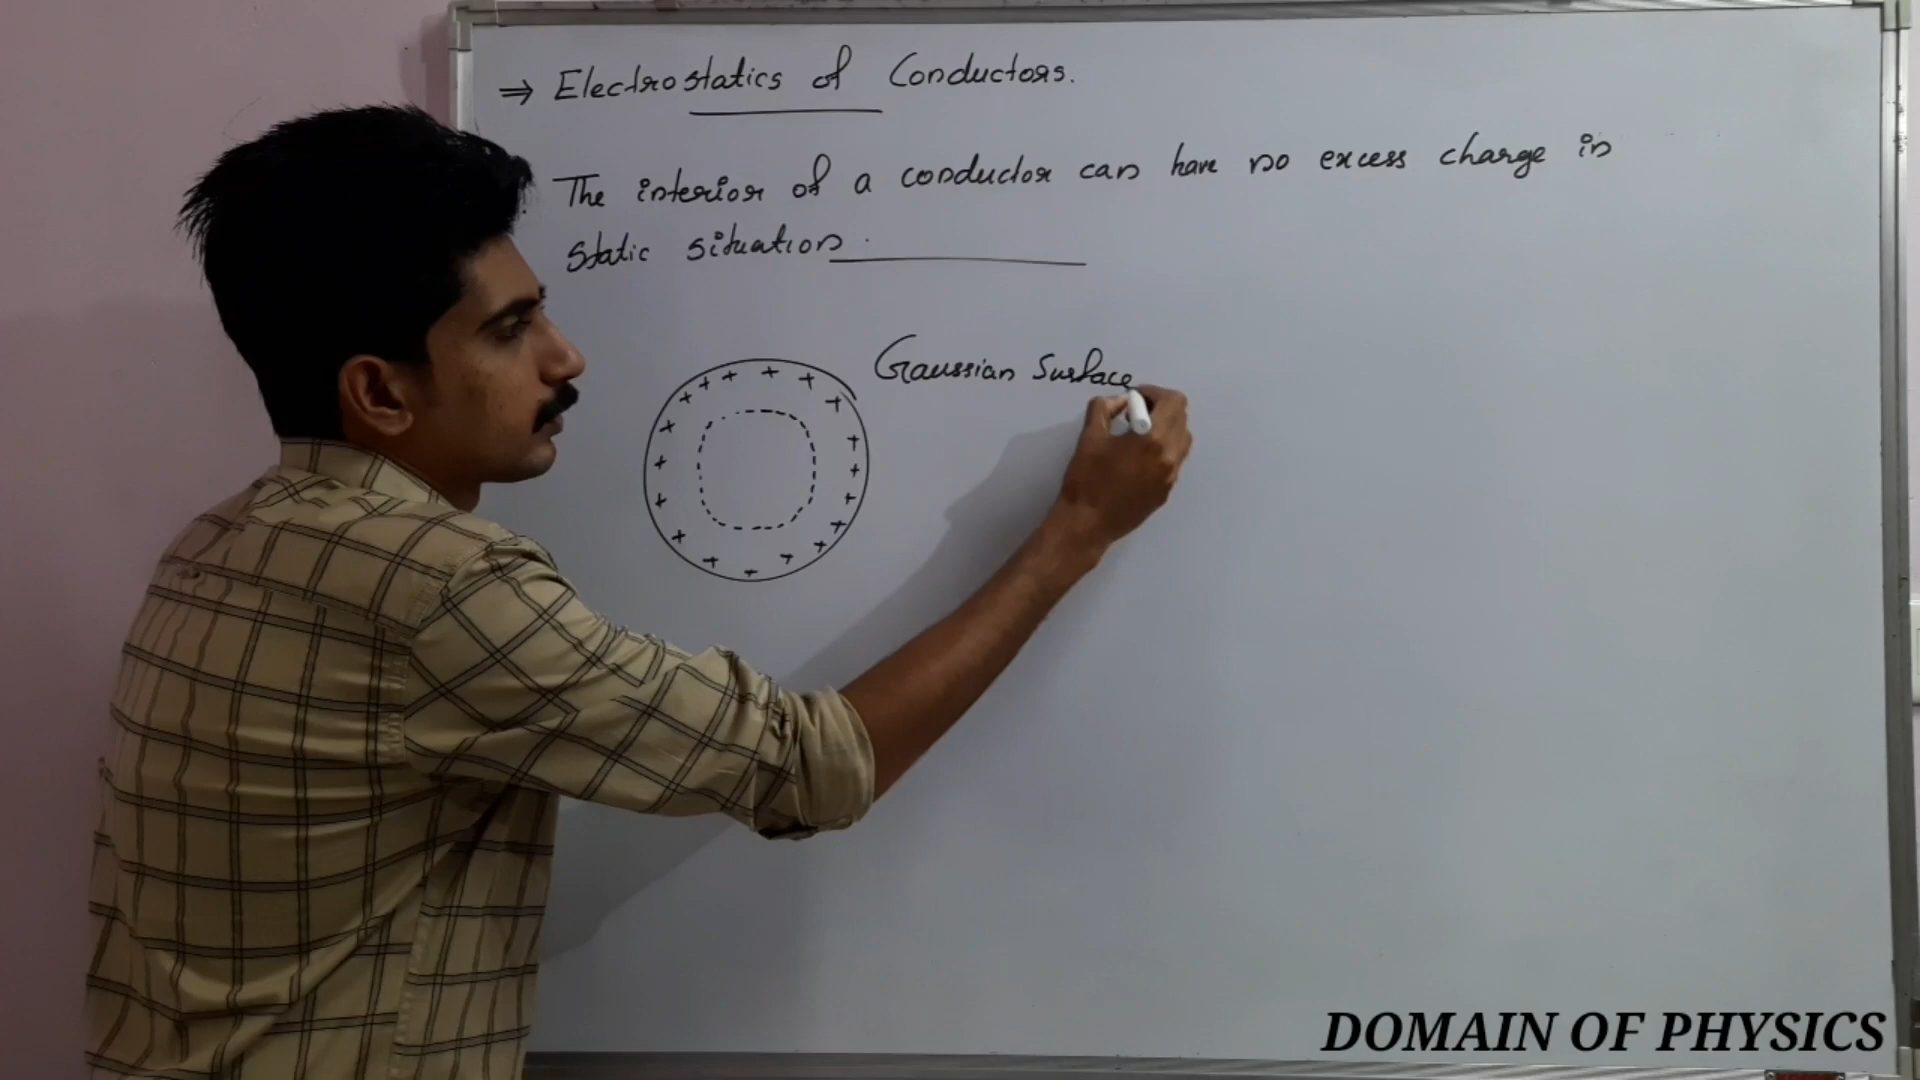 ⇒ Electrostatics of Conductors.
The interior of a conductor can have no excess charge in
static situation.
Gaussian Surface
DOMAIN OF PHYSICS